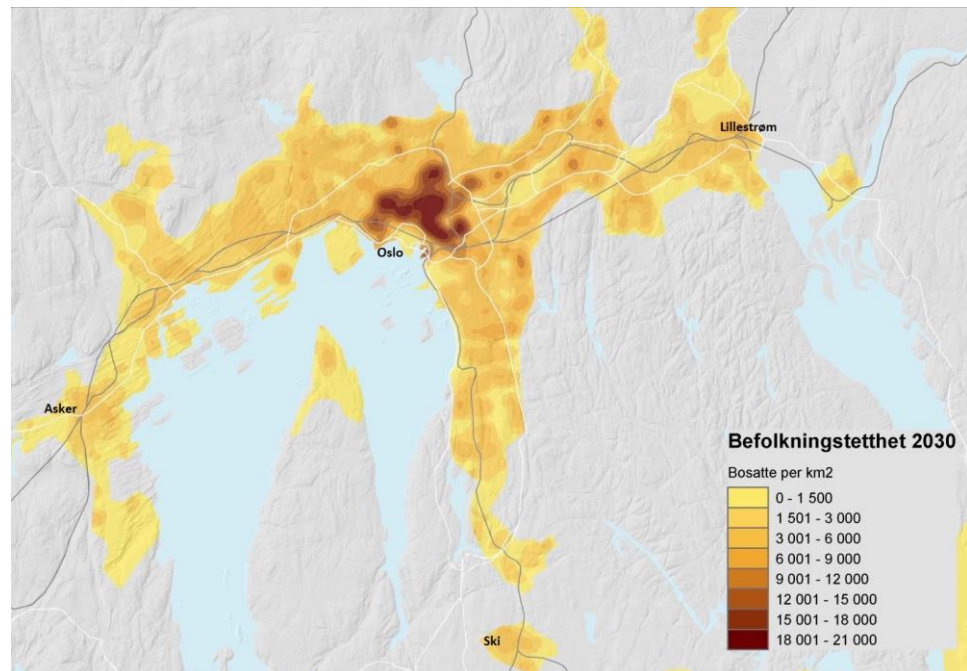 Lillestrøm
Oslo
Asker
Ski
Befolkningstetthet 2030
Bosatte per km2
0 - 1 500
1 501 - 3 000
3 001 - 6 000
6 001 - 9 000
9 001 - 12 000
12 001 - 15 000
15 001 - 18 000
18 001 - 21 000